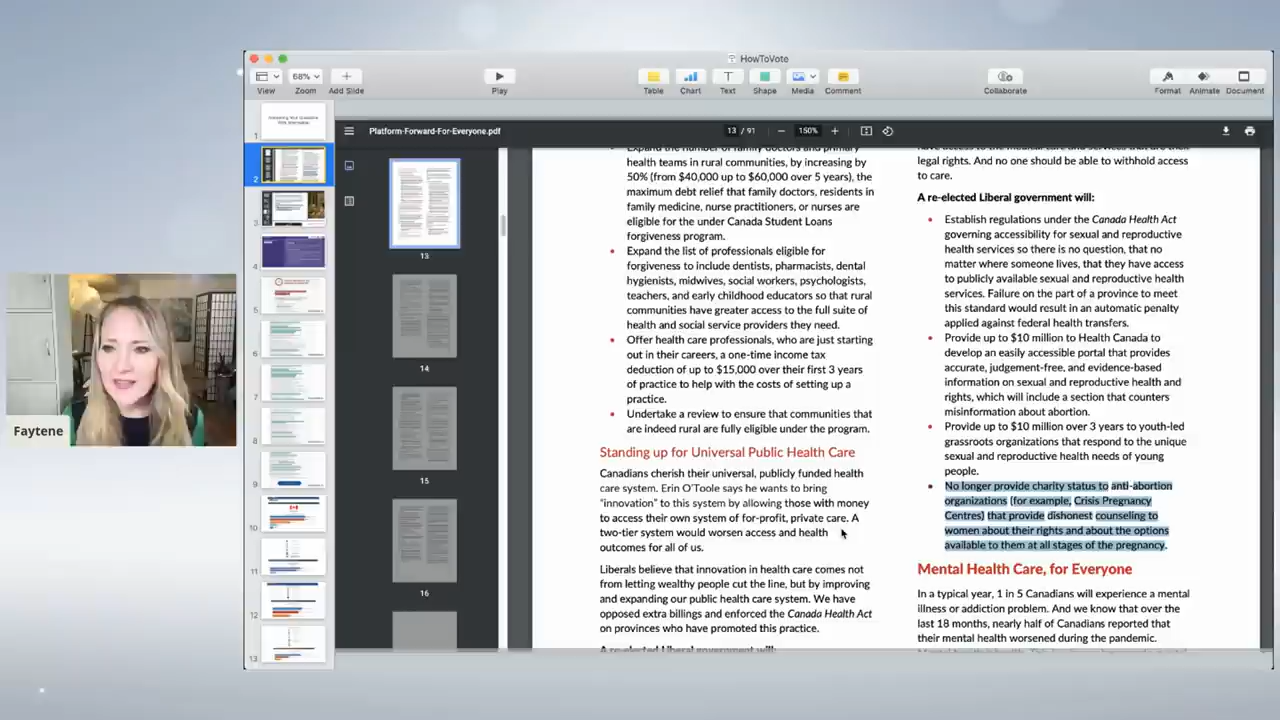 HowToVote
68%
View
Zoom
Add Slide
Play
Table
Chart
Text
Shape
Media
Comment
Collaborate
Format
Animate
Document
Platform-Forward-For-Everyone.pdf
13 / 91
150%
1
2
3
4
5
6
7
8
9
10
11
12
13
13
14
15
16
health teams in rural communities, by increasing by
50% (from $40,000 to $60,000 over 5 years), the
maximum debt relief that family doctors, residents in
family medicine, nurse practitioners, or nurses are
eligible for under the Canada Student Loans
forgiveness program.
• Expand the list of professionals eligible for
forgiveness to include dentists, pharmacists, dental
hygienists, midwives, social workers, psychologists,
teachers, and early childhood educators so that rural
communities have greater access to the full suite of
health and social service providers they need.
• Offer health care professionals, who are just starting
out in their careers, a one-time income tax
deduction of up to 000 over their first 3 years
of practice to help with the costs of setting up a
practice.
• Undertake a review to ensure that communities that
are indeed rural are fully eligible under the program.
Standing up for Universal Public Health Care
Canadians cherish their universal, publicly funded health
care system. Erin O'Toole says he wants to bring
"innovation" to this system by allowing those with money
to access their own system of for-profit, private care. A
two-tier system would worsen access and health
outcomes for all of us.
Liberals believe that innovation in health care comes not
from letting wealthy people cut the line, but by improving
and expanding our public health care system. We have
opposed extra billings and enforced the Canada Health Act
on provinces who have permitted this practice.
A re-elected Liberal government will:
legal rights. And no one should be able to withhold access
to care.
A re-elected Liberal government will:
• Establish regulations under the Canada Health Act
governing accessibility for sexual and reproductive
health services so there is no question, that no
matter where someone lives, that they have access
to publicly available sexual and reproductive health
services. Failure on the part of a province to meet
this standard would result in an automatic penalty
applied against federal health transfers.
• Provide up to $10 million to Health Canada to
develop an easily accessible portal that provides
accurate, judgement-free, and evidence-based
information on sexual and reproductive health and
rights, which will include a section that counters
misinformation about abortion.
• Provide up to $10 million over 3 years to youth-led
grassroots organizations that respond to the unique
sexual and reproductive health needs of young
people.
• No longer provide charity status to anti-abortion
organizations (for example, Crisis Pregnancy
Centres) that provide dishonest counseling to
women about their rights and about the options
available to them at all stages of the pregnancy.
Mental Health Care, for Everyone
In a typical year, 1 in 5 Canadians will experience a mental
illness or addiction problem. And we know that over the
last 18 months, nearly half of Canadians reported that
their mental health worsened during the pandemic.
Faytene